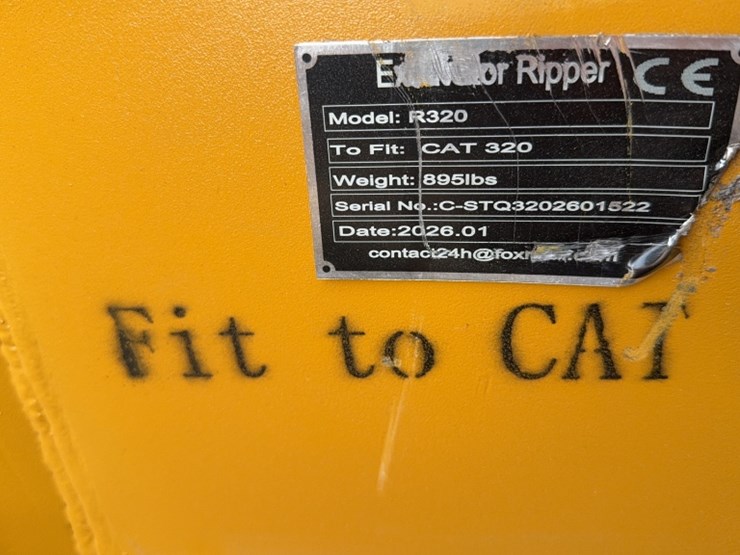 Ripper CE
Model: R320
To Fit: CAT 320
Weight: 895lbs
Serial No.:C-STQ3202601522
Date:2026.01
Fit to CAT